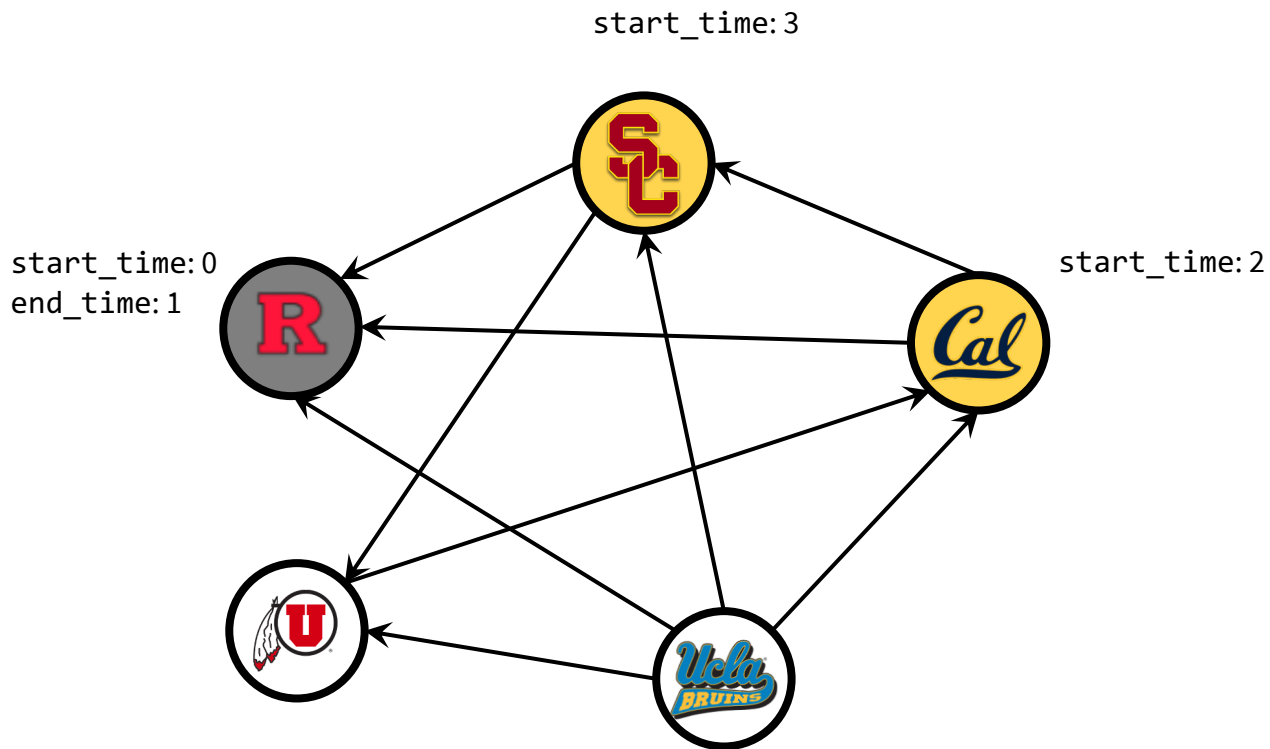 start_time: 3
SC
start_time: 0
end_time: 1
R
start_time: 2
Cal
U
Ucla
BRUINS